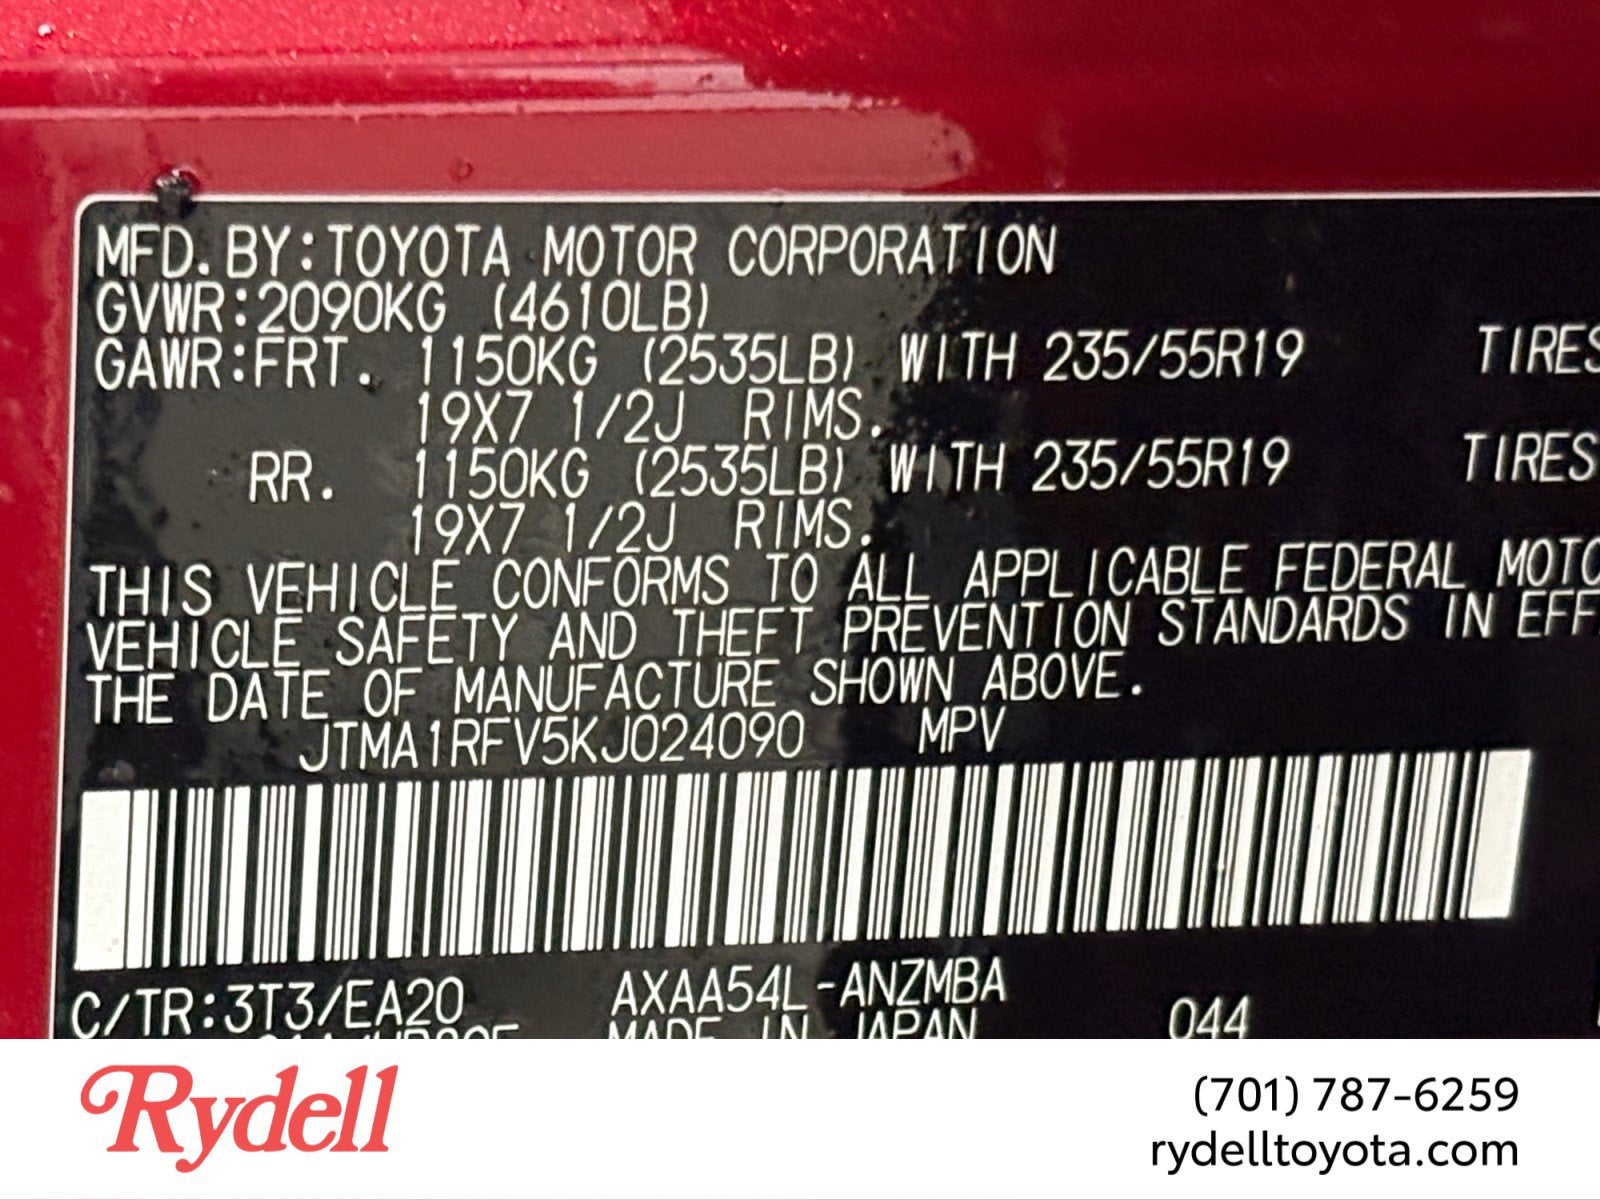 MFD. BY: TOYOTA MOTOR CORPORATION
GVWR: 2090KG (4610LB)
GAWR: FRT. 1150KG (2535LB) WITH 235/55R19 TIRES
19X7 1/2J RIMS.
RR. 1150KG (2535LB) WITH 235/55R19 TIRES
19X7 1/2J RIMS.
THIS VEHICLE CONFORMS TO ALL APPLICABLE FEDERAL MOTO
VEHICLE SAFETY AND THEFT PREVENTION STANDARDS IN EFF
THE DATE OF MANUFACTURE SHOWN ABOVE.
JTMA1RFV5KJ024090 MPV
C/TR: 3T3/EA20 AXAA54L-ANZMBA
MADE IN JAPAN 044
Rydell
(701) 787-6259
rydelltoyota.com